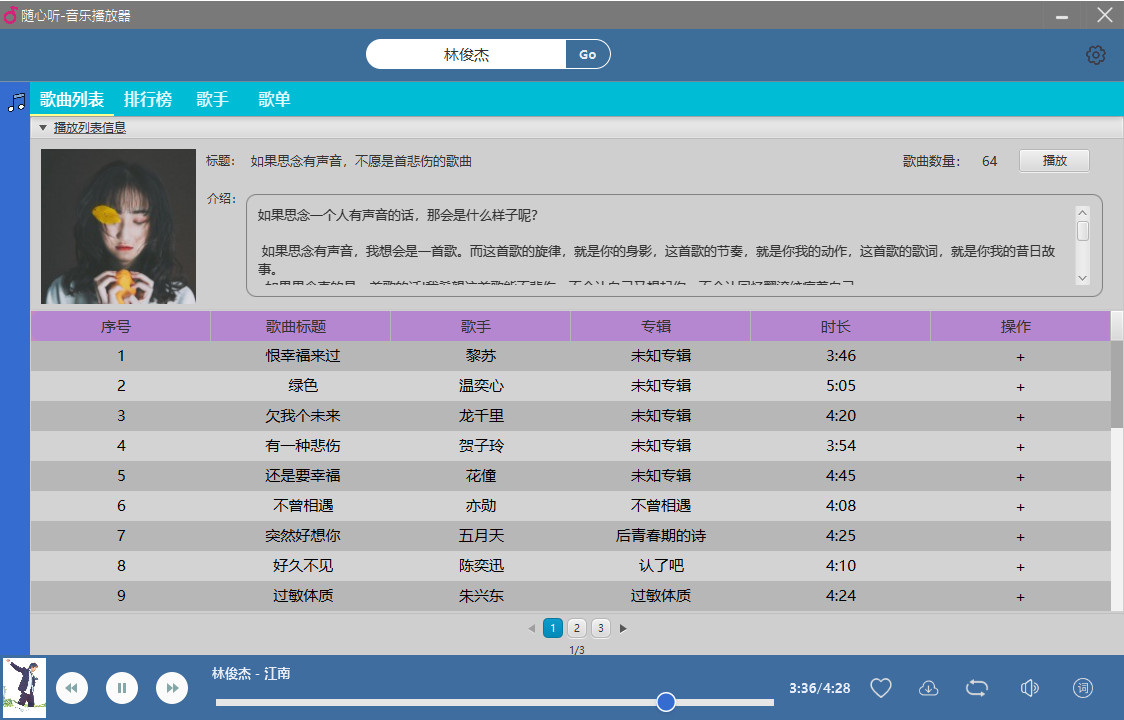 随心听-音乐播放器
林俊杰 Go
歌曲列表 排行榜 歌手 歌单
播放列表信息
标题： 如果思念有声音，不愿是首悲伤的歌曲 歌曲数量： 64 播放
介绍：
如果思念一个人有声音的话，那会是什么样子呢？
如果思念有声音，我想会是一首歌。而这首歌的旋律，就是你的身影，这首歌的节奏，就是你我的动作，这首歌的歌词，就是你我的昔日故
事。
序号 歌曲标题 歌手 专辑 时长 操作
1 恨幸福来过 黎苏 未知专辑 3:46 +
2 绿色 温奕心 未知专辑 5:05 +
3 欠我个未来 龙千里 未知专辑 4:20 +
4 有一种悲伤 贺子玲 未知专辑 3:54 +
5 还是要幸福 花僮 未知专辑 4:45 +
6 不曾相遇 亦勋 不曾相遇 4:08 +
7 突然好想你 五月天 后青春期的诗 4:25 +
8 好久不见 陈奕迅 认了吧 4:10 +
9 过敏体质 朱兴东 过敏体质 4:24 +
1 2 3
1/3
林俊杰 - 江南
3:36/4:28 词